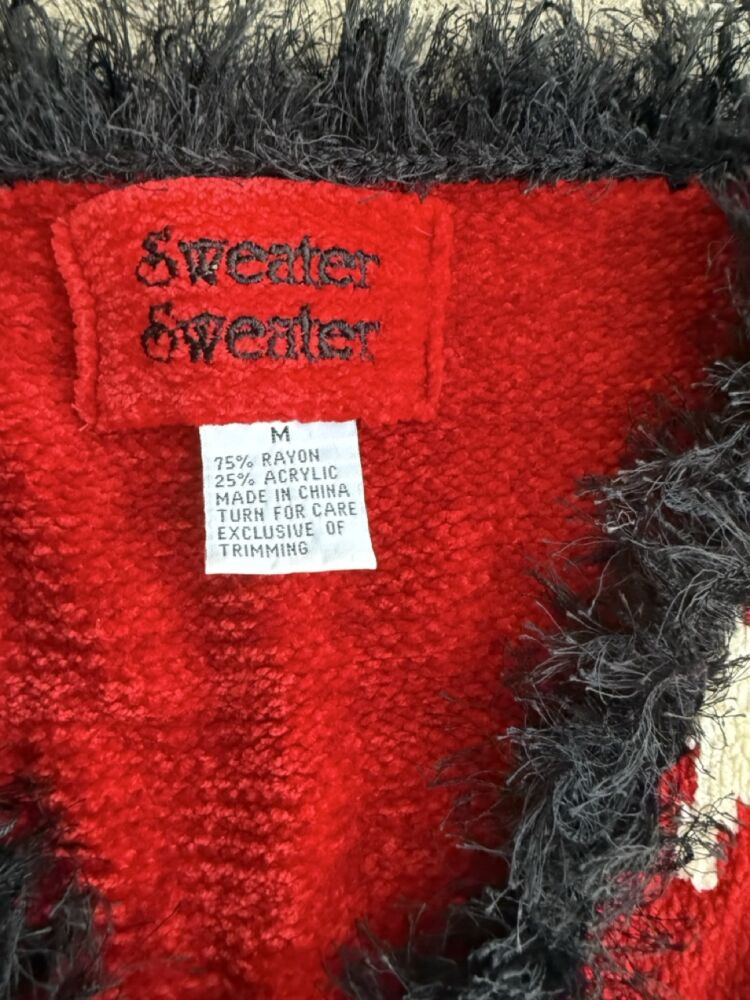 Sweater
Sweater
M
75% RAYON
25% ACRYLIC
MADE IN CHINA
TURN FOR CARE
EXCLUSIVE OF
TRIMMING